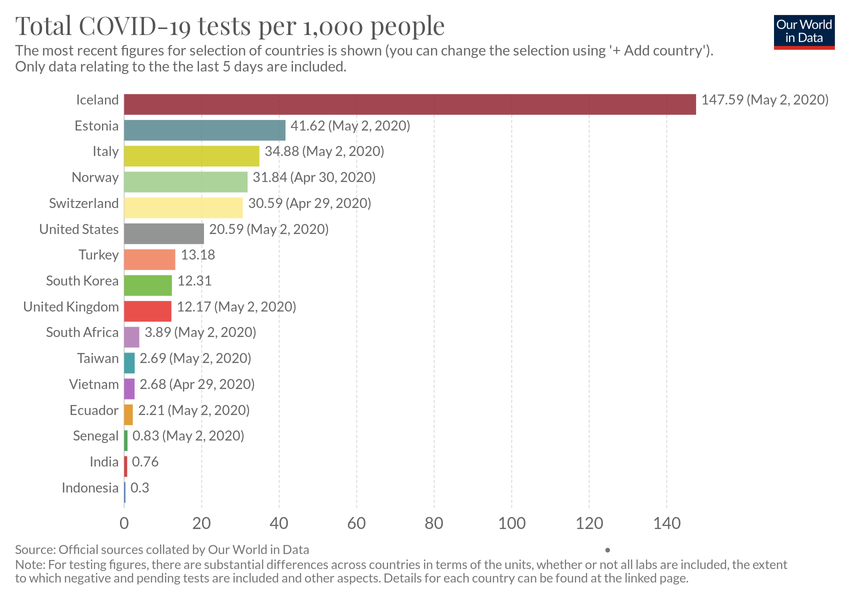 Total COVID-19 tests per 1,000 people
Our World
in Data
The most recent figures for selection of countries is shown (you can change the selection using '+ Add country').
Only data relating to the the last 5 days are included.
Iceland 147.59 (May 2, 2020)
Estonia 41.62 (May 2, 2020)
Italy 34.88 (May 2, 2020)
Norway 31.84 (Apr 30, 2020)
Switzerland 30.59 (Apr 29, 2020)
United States 20.59 (May 2, 2020)
Turkey 13.18
South Korea 12.31
United Kingdom 12.17 (May 2, 2020)
South Africa 3.89 (May 2, 2020)
Taiwan 2.69 (May 2, 2020)
Vietnam 2.68 (Apr 29, 2020)
Ecuador 2.21 (May 2, 2020)
Senegal 0.83 (May 2, 2020)
India 0.76
Indonesia 0.3
0 20 40 60 80 100 120 140
Source: Official sources collated by Our World in Data
Note: For testing figures, there are substantial differences across countries in terms of the units, whether or not all labs are included, the extent
to which negative and pending tests are included and other aspects. Details for each country can be found at the linked page.